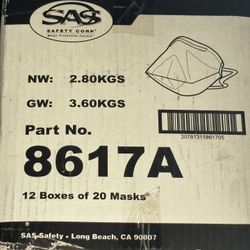 SAS
SAFETY CORP.
NW: 2.80KGS
GW: 3.60KGS
Part No.
8617A
20781311861705
12 Boxes of 20 Masks
SAS Safety • Long Beach, CA 90807